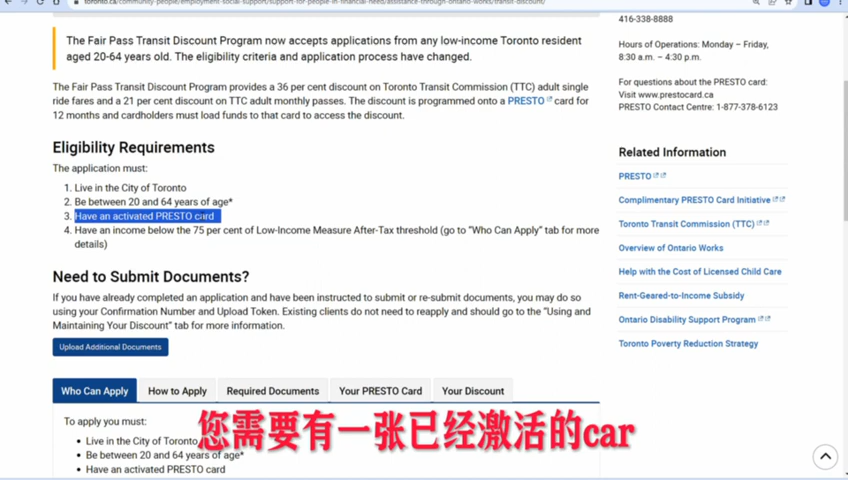 toronto.ca/community-people/employment-social-support/support-for-people-in-financial-need/assistance-through-ontario-works/transit-discount/
416-338-8888
The Fair Pass Transit Discount Program now accepts applications from any low-income Toronto resident
aged 20-64 years old. The eligibility criteria and application process have changed.
Hours of Operations: Monday – Friday,
8:30 a.m. – 4:30 p.m.
The Fair Pass Transit Discount Program provides a 36 per cent discount on Toronto Transit Commission (TTC) adult single
ride fares and a 21 per cent discount on TTC adult monthly passes. The discount is programmed onto a PRESTO card for
12 months and cardholders must load funds to that card to access the discount.
For questions about the PRESTO card:
Visit www.prestocard.ca
PRESTO Contact Centre: 1-877-378-6123
Eligibility Requirements
The application must:
1. Live in the City of Toronto
2. Be between 20 and 64 years of age*
3. Have an activated PRESTO card
4. Have an income below the 75 per cent of Low-Income Measure After-Tax threshold (go to “Who Can Apply” tab for more
details)
Related Information
PRESTO
Complimentary PRESTO Card Initiative
Toronto Transit Commission (TTC)
Overview of Ontario Works
Help with the Cost of Licensed Child Care
Rent-Geared-to-Income Subsidy
Ontario Disability Support Program
Toronto Poverty Reduction Strategy
Need to Submit Documents?
If you have already completed an application and have been instructed to submit or re-submit documents, you may do so
using your Confirmation Number and Upload Token. Existing clients do not need to reapply and should go to the “Using and
Maintaining Your Discount” tab for more information.
Upload Additional Documents
Who Can Apply
How to Apply
Required Documents
Your PRESTO Card
Your Discount
To apply you must:
• Live in the City of Toronto
• Be between 20 and 64 years of age*
• Have an activated PRESTO card
您需要有一张已经激活的car